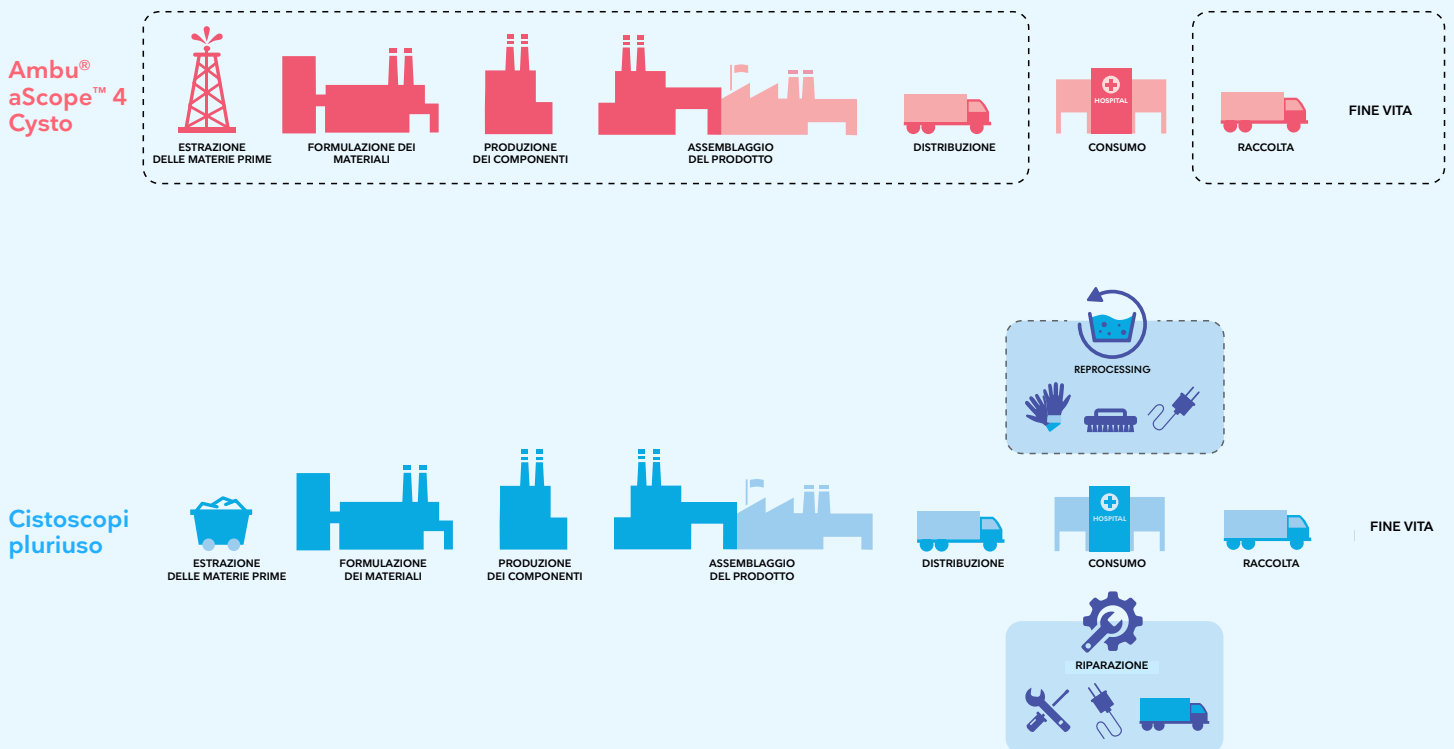 Ambu®
aScope™ 4
Cysto
ESTRAZIONE
DELLE MATERIE PRIME
FORMULAZIONE DEI
MATERIALI
PRODUZIONE
DEI COMPONENTI
ASSEMBLAGGIO
DEL PRODOTTO
DISTRIBUZIONE
HOSPITAL
CONSUMO
RACCOLTA
FINE VITA
REPROCESSING
Cistoscopi
pluriuso
ESTRAZIONE
DELLE MATERIE PRIME
FORMULAZIONE
DEI MATERIALI
PRODUZIONE
DEI COMPONENTI
ASSEMBLAGGIO
DEL PRODOTTO
DISTRIBUZIONE
HOSPITAL
CONSUMO
RACCOLTA
FINE VITA
RIPARAZIONE